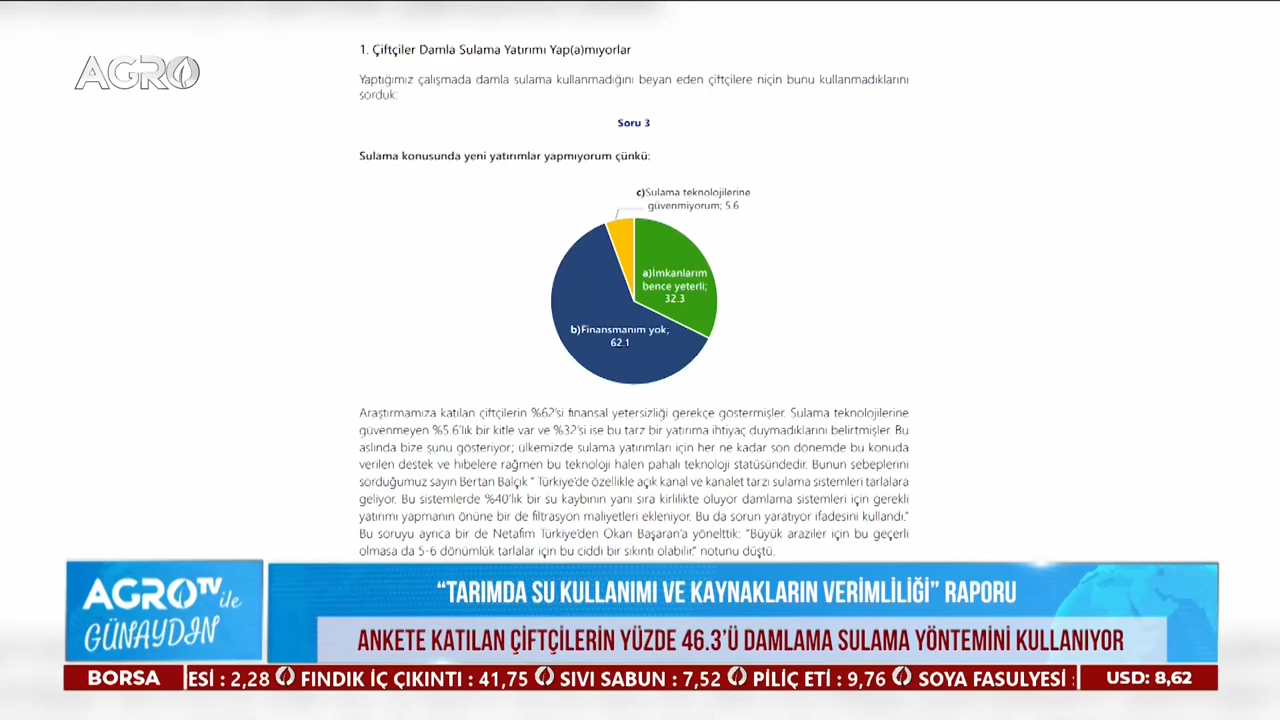 AGRO
1. Çiftçiler Damla Sulama Yatırımı Yap(a)mıyorlar
Yaptığımız çalışmada damla sulama kullanmadığını beyan eden çiftçilere niçin bunu kullanmadıklarını
sorduk:
Soru 3
Sulama konusunda yeni yatırımlar yapmıyorum çünkü:
c)Sulama teknolojilerine
güvenmiyorum; 5.6
a)İmkanlarım
bence yeterli;
32.3
b)Finansmanım yok;
62.1
Araştırmamıza katılan çiftçilerin %62'si finansal yetersizliği gerekçe göstermişler. Sulama teknolojilerine
güvenmeyen %5.6'lık bir kitle var ve %32'si ise bu tarz bir yatırıma ihtiyaç duymadıklarını belirtmişler. Bu
aslında bize şunu gösteriyor; ülkemizde sulama yatırımları için her ne kadar son dönemde bu konuda
verilen destek ve hibelere rağmen bu teknoloji halen pahalı teknoloji statüsündedir. Bunun sebeplerini
sorduğumuz sayın Bertan Balçık " Türkiye'de özellikle açık kanal ve kanalet tarzı sulama sistemleri tarlalara
geliyor. Bu sistemlerde %40'lık bir su kaybının yanı sıra kirlilikte oluyor damlama sistemleri için gerekli
yatırımı yapmanın önüne bir de filtrasyon maliyetleri ekleniyor. Bu da sorun yaratıyor ifadesini kullandı."
Bu soruyu ayrıca bir de Netafim Türkiye'den Okan Başaran'a yönelttik: "Büyük araziler için bu geçerli
olmasa da 5-6 dönümlük tarlalar için bu ciddi bir sıkıntı olabilir." notunu düştü.
AGRO TV ile
GÜNAYDIN
“TARIMDA SU KULLANIMI VE KAYNAKLARIN VERİMLİLİĞİ” RAPORU
ANKETE KATILAN ÇİFTÇİLERİN YÜZDE 46.3’Ü DAMLAMA SULAMA YÖNTEMİNİ KULLANIYOR
BORSA ESİ : 2,28 FINDIK İÇ ÇIKINTI : 41,75 SIVI SABUN : 7,52 PİLİÇ ETİ : 9,76 SOYA FASULYESİ : USD: 8,62